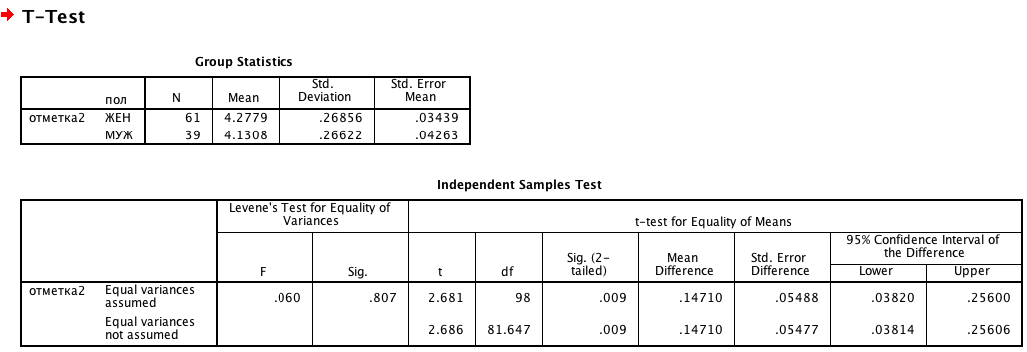 T-Test
Group Statistics
пол N Mean Std. Deviation Std. Error Mean
отметка2 ЖЕН 61 4.2779 .26856 .03439
МУЖ 39 4.1308 .26622 .04263
Independent Samples Test
Levene's Test for Equality of Variances t-test for Equality of Means
F Sig. t df Sig. (2-tailed) Mean Difference Std. Error Difference 95% Confidence Interval of the Difference
Lower Upper
отметка2 Equal variances assumed .060 .807 2.681 98 .009 .14710 .05488 .03820 .25600
Equal variances not assumed 2.686 81.647 .009 .14710 .05477 .03814 .25606